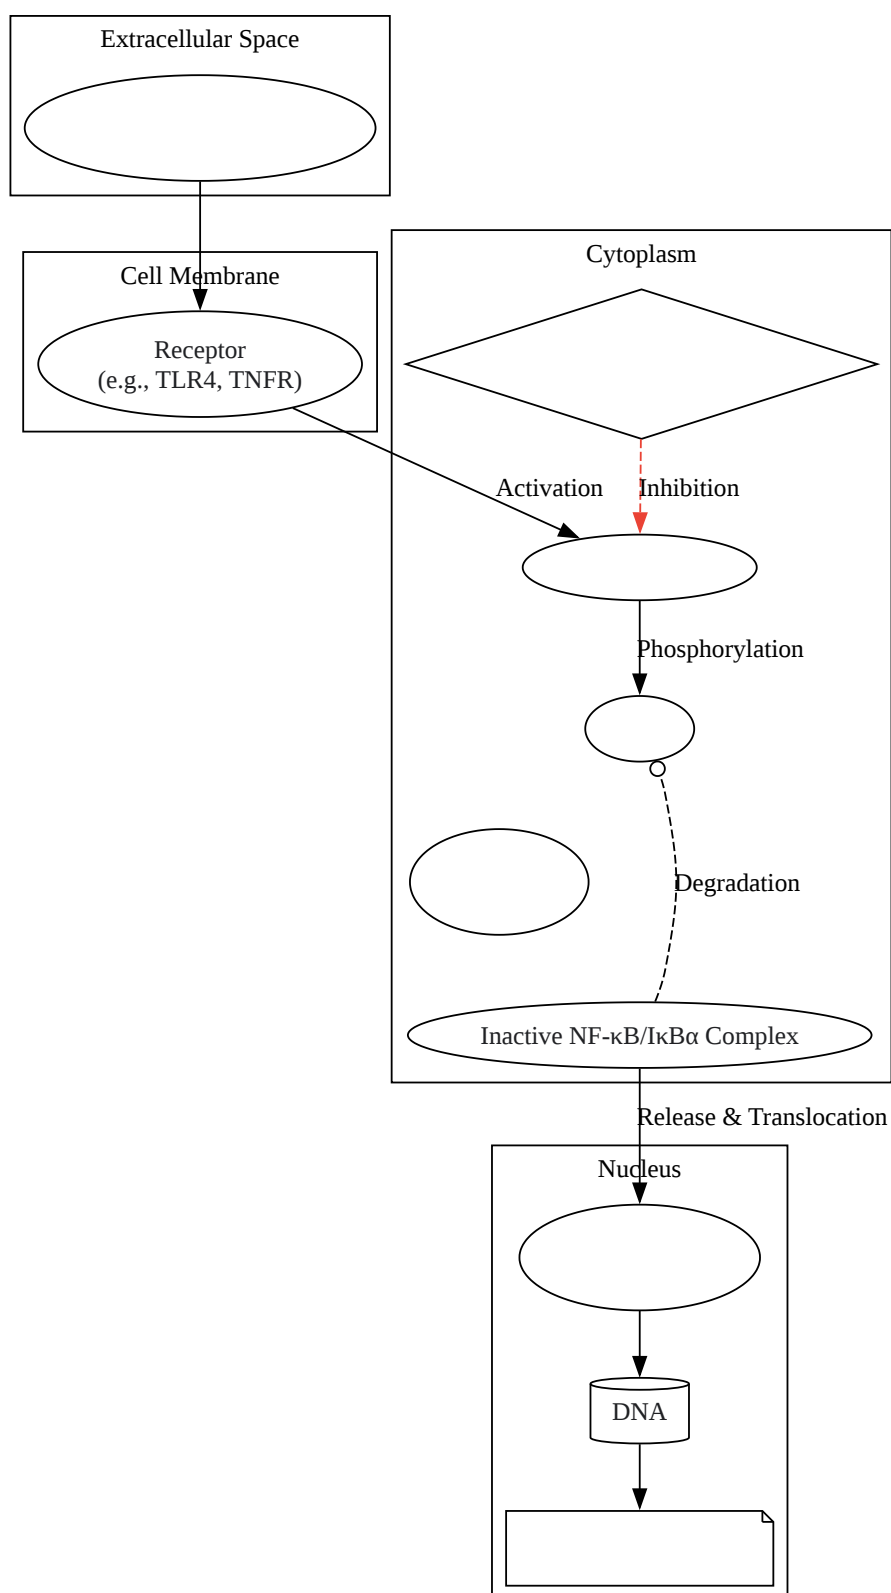 Extracellular Space
Cell Membrane
Receptor
(e.g., TLR4, TNFR)
Cytoplasm
Activation
Inhibition
Phosphorylation
Degradation
Inactive NF-κB/IκBα Complex
Release & Translocation
Nucleus
DNA